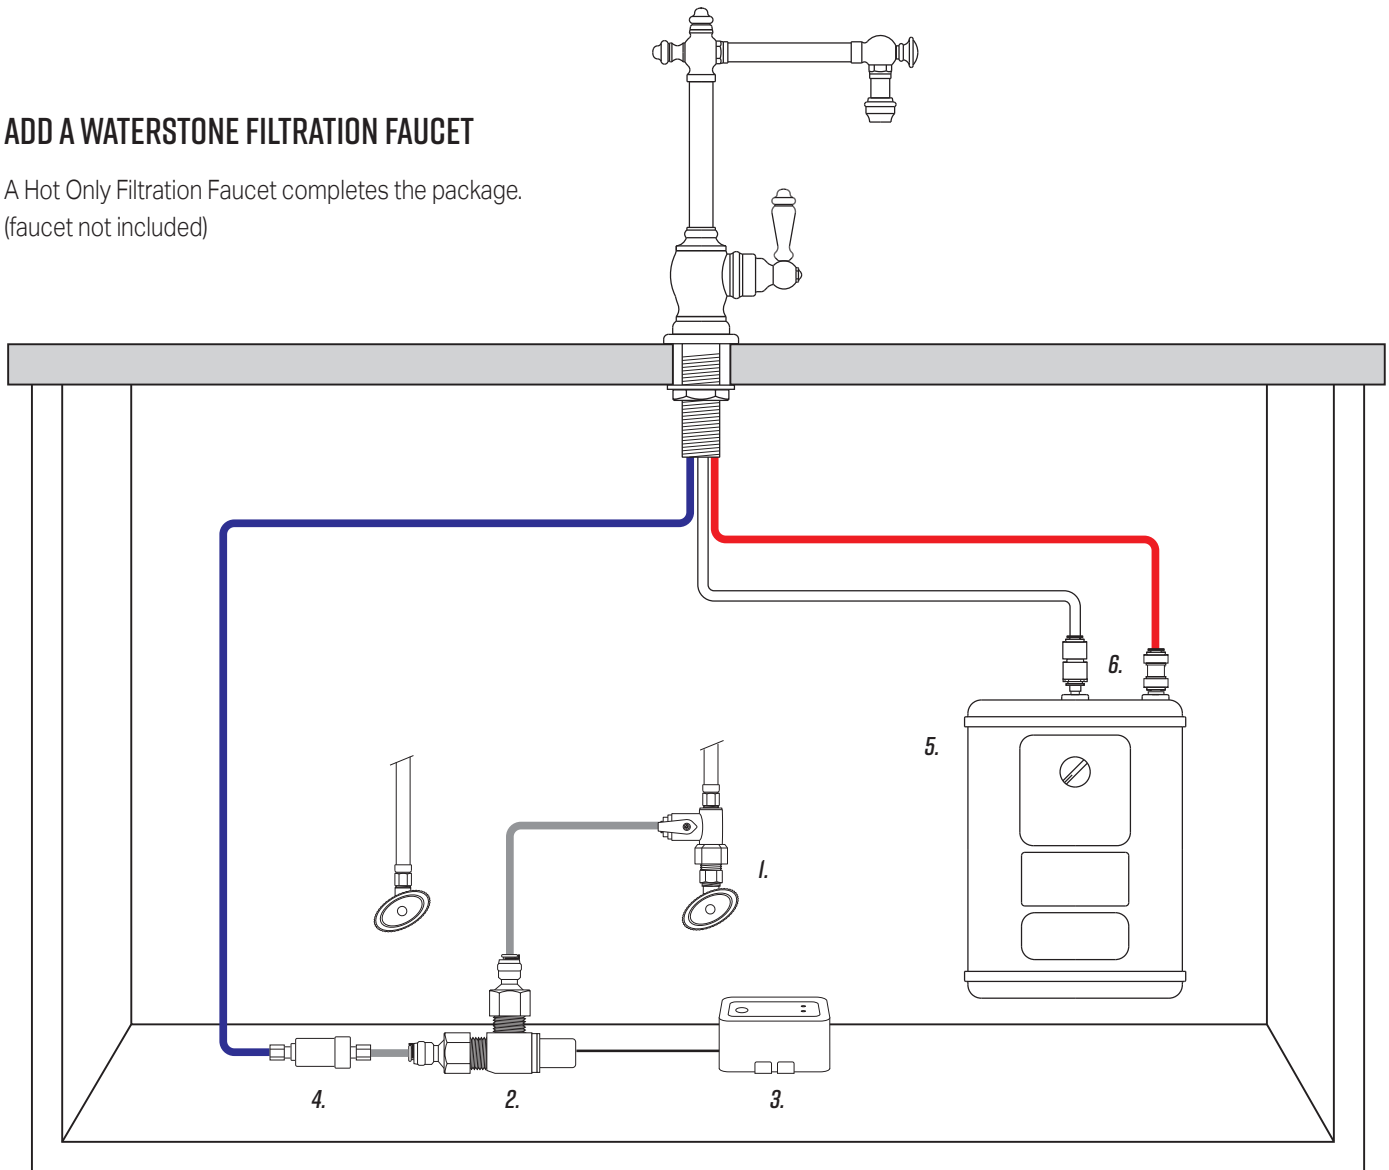 ADD A WATERSTONE FILTRATION FAUCET
A Hot Only Filtration Faucet completes the package.
(faucet not included)
6.
5.
1.
4.
2.
3.